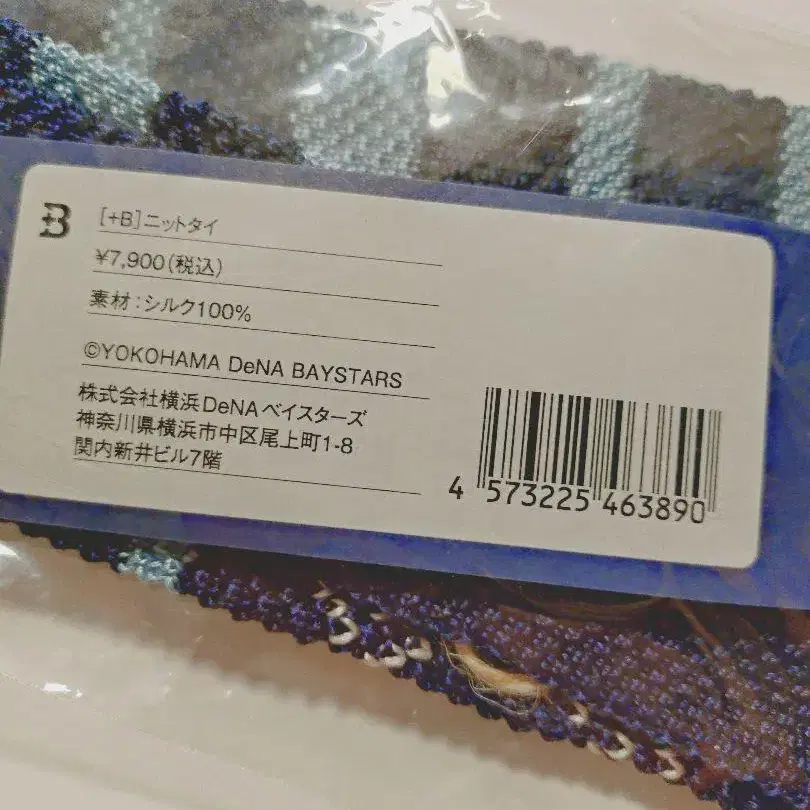 +B
[+B]ニットタイ
¥7,900(税込)
素材:シルク100%
©YOKOHAMA DeNA BAYSTARS
株式会社横浜DeNAベイスターズ
神奈川県横浜市中区尾上町1-8
関内新井ビル7階
4 573225 463890